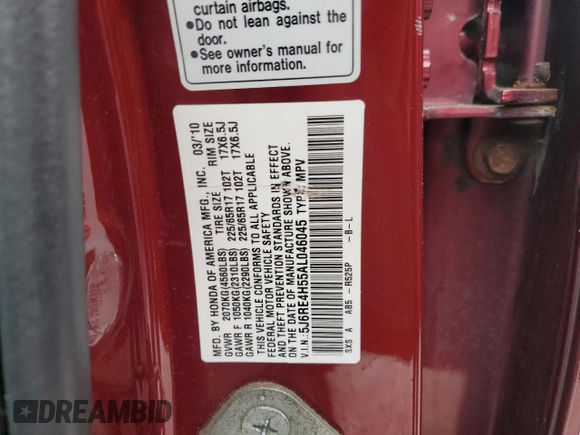 curtain airbags.
•Do not lean against the
door.
•See owner's manual for
more information.
MFD. BY HONDA OF AMERICA MFG., INC. 03/'10
TIRE SIZE RIM SIZE
GVWR 2070KG(4560LBS) 225/65R17 102T 17X6.5J
GAWR F 1050KG(2310LBS) 225/65R17 102T 17X6.5J
GAWR R 1040KG(2290LBS)
THIS VEHICLE CONFORMS TO ALL APPLICABLE
FEDERAL MOTOR VEHICLE SAFETY
AND THEFT PREVENTION STANDARDS IN EFFECT
ON THE DATE OF MANUFACTURE SHOWN ABOVE.
V.I.N.: 5J6RE4H55AL046045 TYPE: MPV
SXS A AB5 - R525P -B-L
DREAMBID